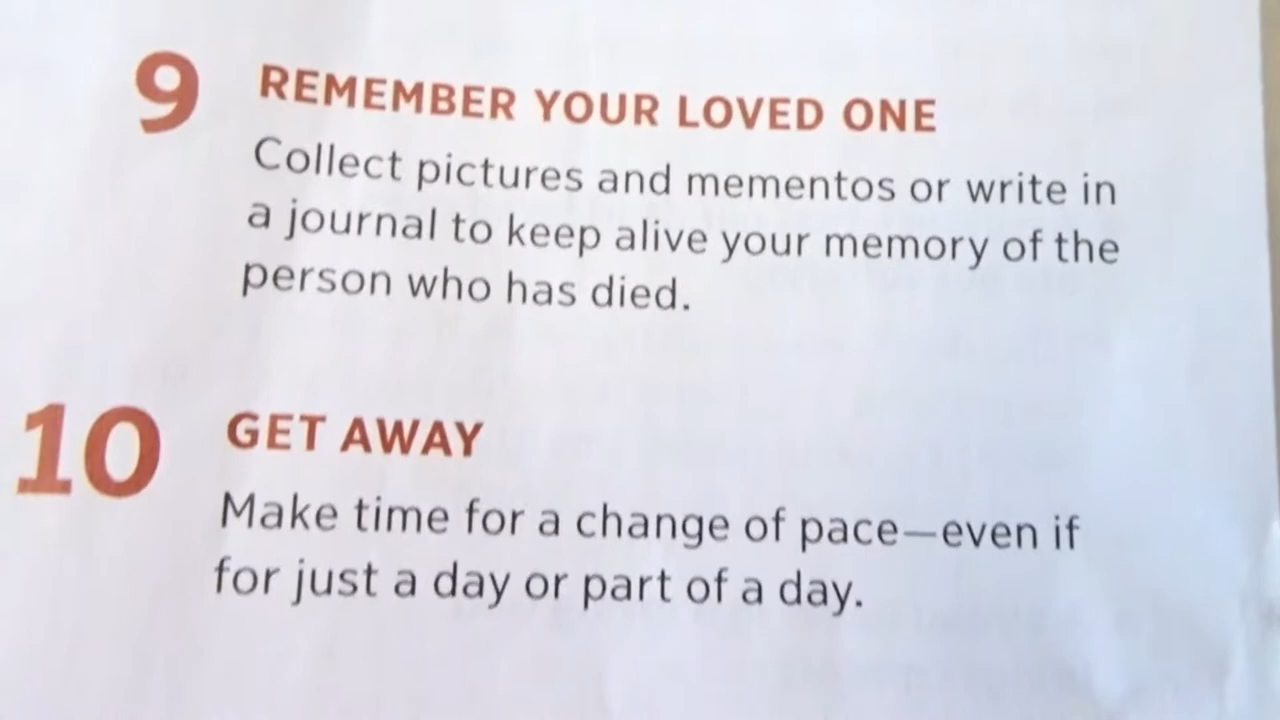 9 REMEMBER YOUR LOVED ONE
Collect pictures and mementos or write in
a journal to keep alive your memory of the
person who has died.
10 GET AWAY
Make time for a change of pace—even if
for just a day or part of a day.